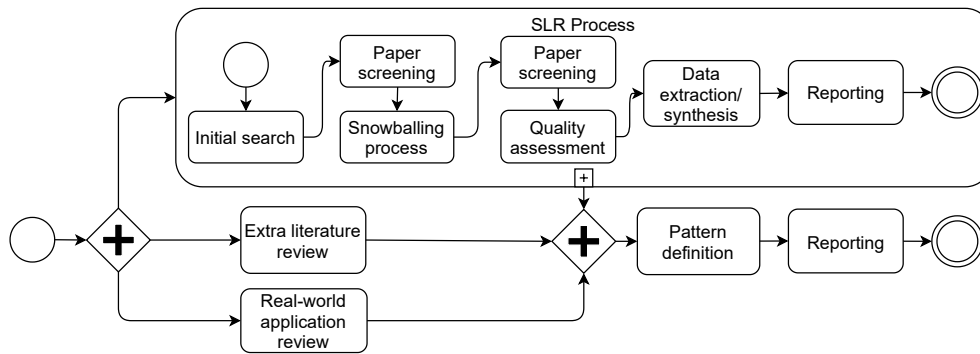 SLR Process
Initial search
Paper
screening
Snowballing
process
Paper
screening
Quality
assessment
Data
extraction/
synthesis
Reporting
Extra literature
review
Real-world
application
review
Pattern
definition
Reporting